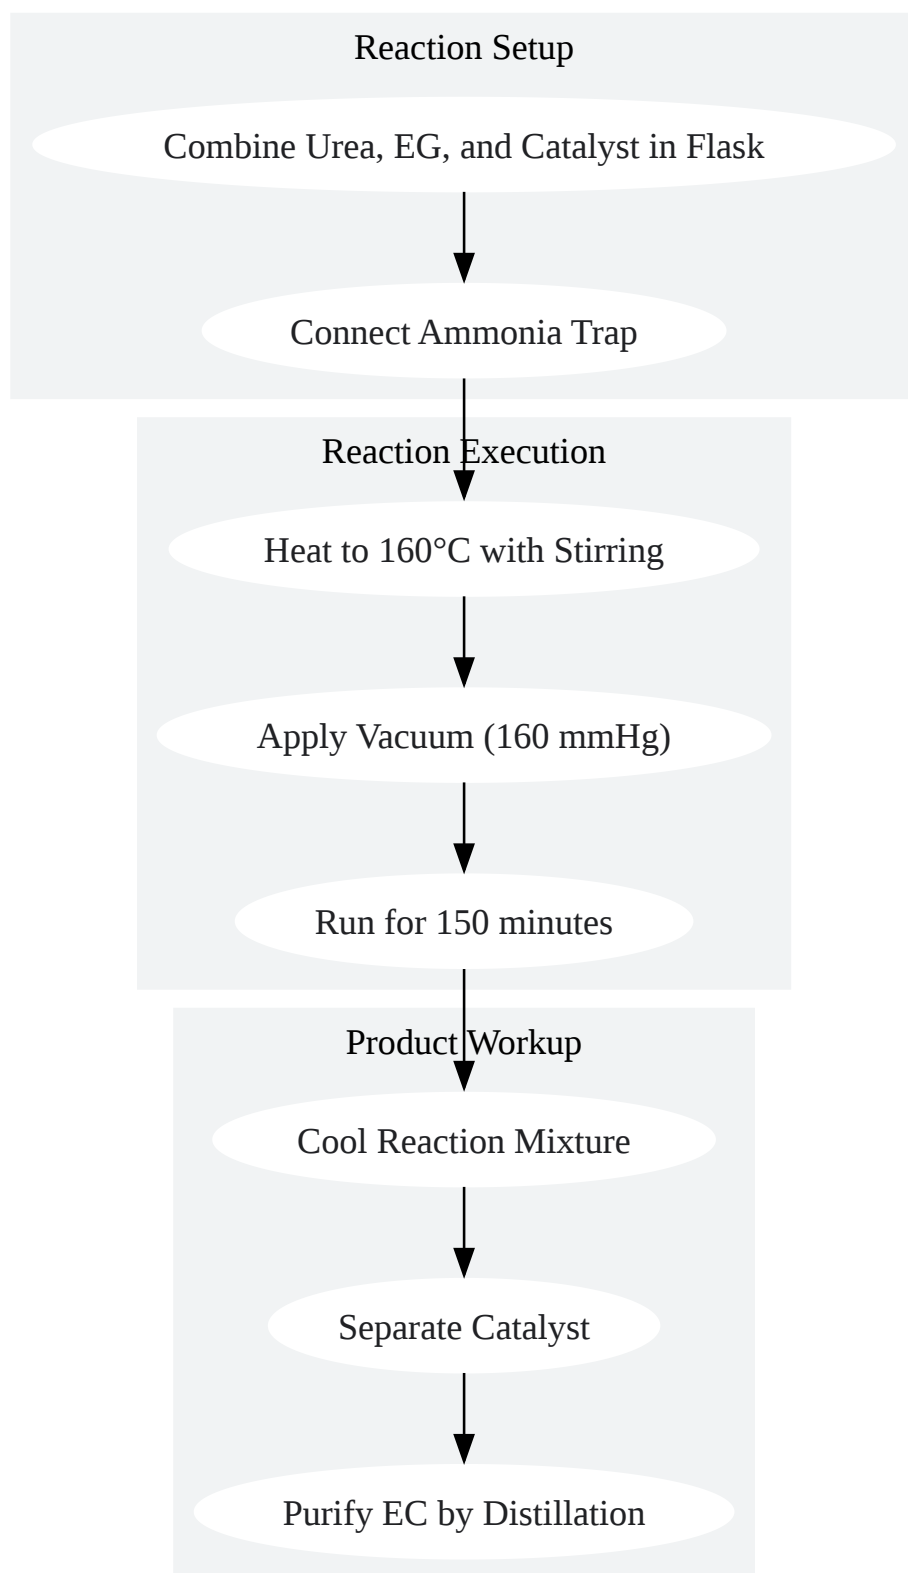 Reaction Setup
Combine Urea, EG, and Catalyst in Flask
Connect Ammonia Trap
Reaction Execution
Heat to 160°C with Stirring
Apply Vacuum (160 mmHg)
Run for 150 minutes
Product Workup
Cool Reaction Mixture
Separate Catalyst
Purify EC by Distillation